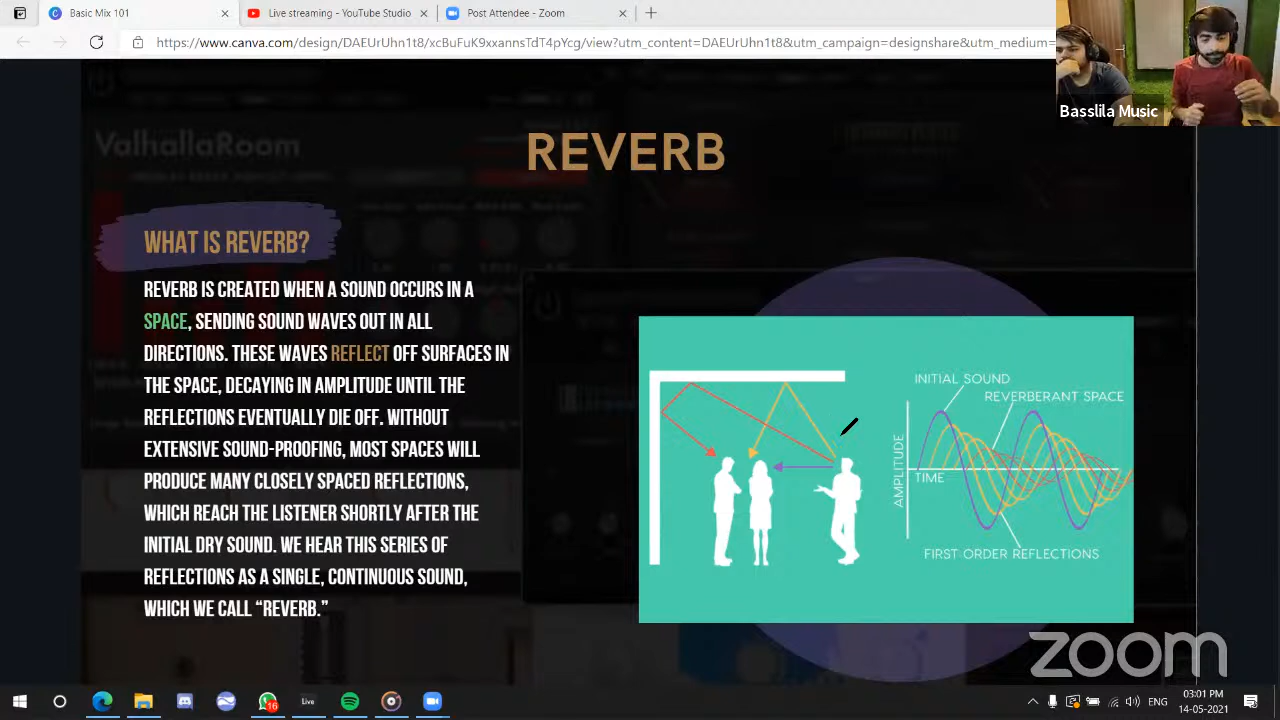 Basic Mix 101
Live streaming - YouTube Studio
Post Attendee - Zoom
https://www.canva.com/design/DAEUrUhn1t8/xcBuFuK9xxannsTdT4pYcg/view?utm_content=DAEUrUhn1t8&utm_campaign=designshare&utm_medium=
Basslila Music
ValhallaRoom
REVERB
WHAT IS REVERB?
REVERB IS CREATED WHEN A SOUND OCCURS IN A
SPACE, SENDING SOUND WAVES OUT IN ALL
DIRECTIONS. THESE WAVES REFLECT OFF SURFACES IN
THE SPACE, DECAYING IN AMPLITUDE UNTIL THE
REFLECTIONS EVENTUALLY DIE OFF. WITHOUT
EXTENSIVE SOUND-PROOFING, MOST SPACES WILL
PRODUCE MANY CLOSELY SPACED REFLECTIONS,
WHICH REACH THE LISTENER SHORTLY AFTER THE
INITIAL DRY SOUND. WE HEAR THIS SERIES OF
REFLECTIONS AS A SINGLE, CONTINUOUS SOUND,
WHICH WE CALL “REVERB.”
INITIAL SOUND
REVERBERANT SPACE
AMPLITUDE
TIME
FIRST-ORDER REFLECTIONS
zoom
16
Live
ENG
03:01 PM
14-05-2021